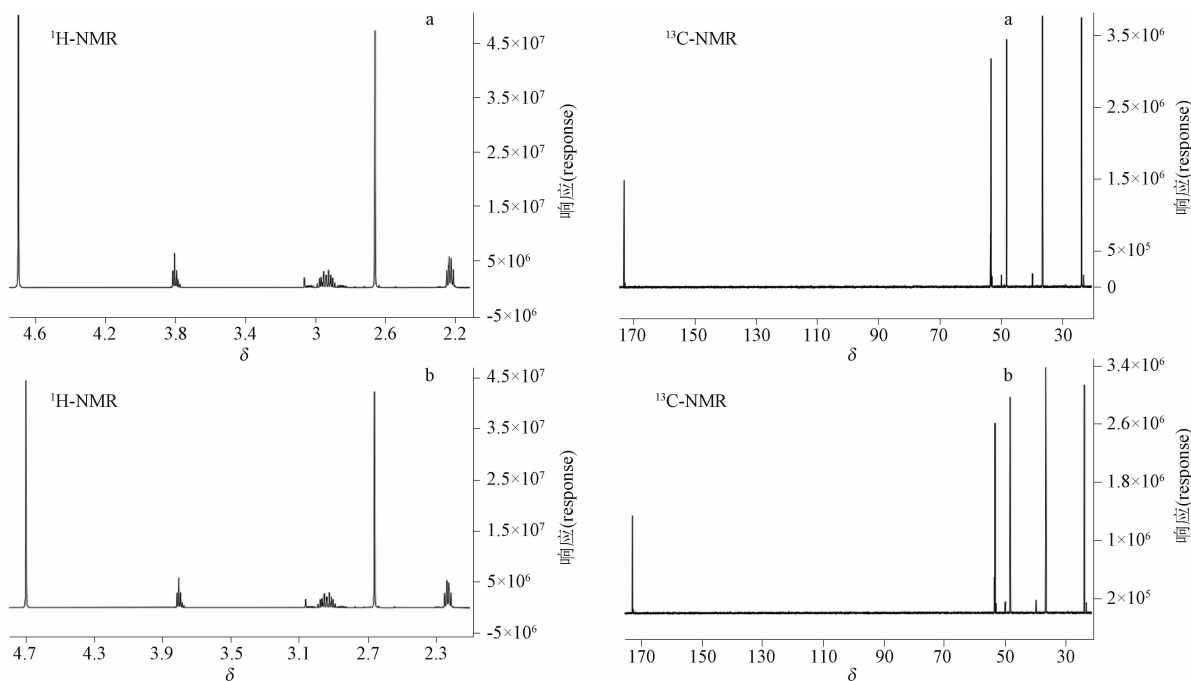 a
¹H-NMR
4.5×10⁷
3.5×10⁷
2.5×10⁷
1.5×10⁷
5×10⁶
-5×10⁶
响应(response)
4.6 4.2 3.8 3.4 3 2.6 2.2
δ
a
¹³C-NMR
3.5×10⁶
2.5×10⁶
1.5×10⁶
5×10⁵
0
响应(response)
170 150 130 110 90 70 50 30
δ
b
¹H-NMR
4.5×10⁷
3.5×10⁷
2.5×10⁷
1.5×10⁷
5×10⁶
-5×10⁶
响应(response)
4.7 4.3 3.9 3.5 3.1 2.7 2.3
δ
b
¹³C-NMR
3.4×10⁶
2.6×10⁶
1.8×10⁶
1×10⁶
2×10⁵
响应(response)
170 150 130 110 90 70 50 30
δ